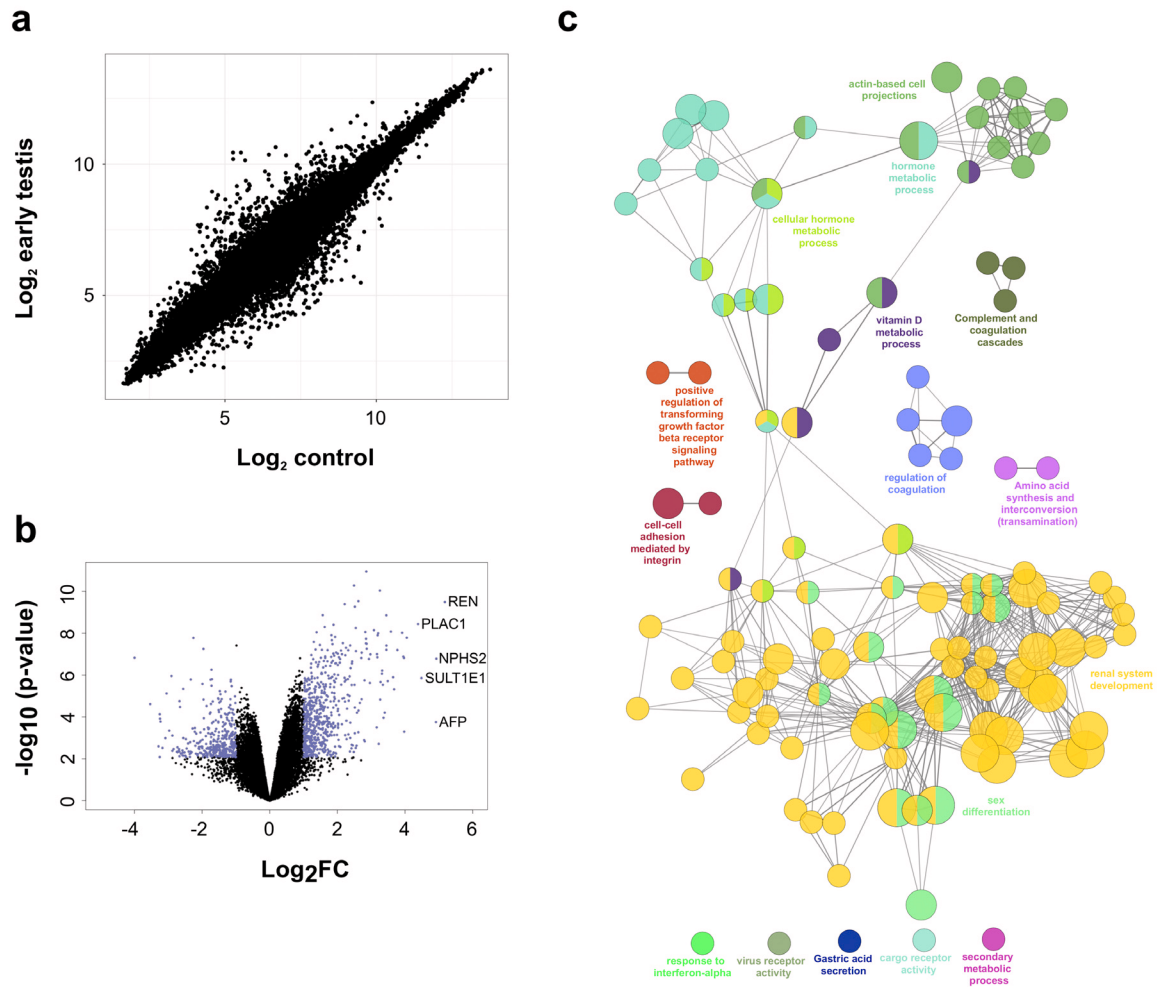 a
Log2 early testis
10
5
5
10
Log2 control
b
-log10 (p-value)
10
8
6
4
2
0
REN
PLAC1
NPHS2
SULT1E1
AFP
-4
-2
0
2
4
6
Log2FC
c
actin-based cell
projections
hormone
metabolic
process
cellular hormone
metabolic
process
vitamin D
metabolic
process
Complement and
coagulation
cascades
positive
regulation of
transforming
growth factor
beta receptor
signaling
pathway
regulation of
coagulation
Amino acid
synthesis and
interconversion
(transamination)
cell-cell
adhesion
mediated by
integrin
renal system
development
sex
differentiation
response to
interferon-alpha
virus receptor
activity
Gastric acid
secretion
cargo receptor
activity
secondary
metabolic
process